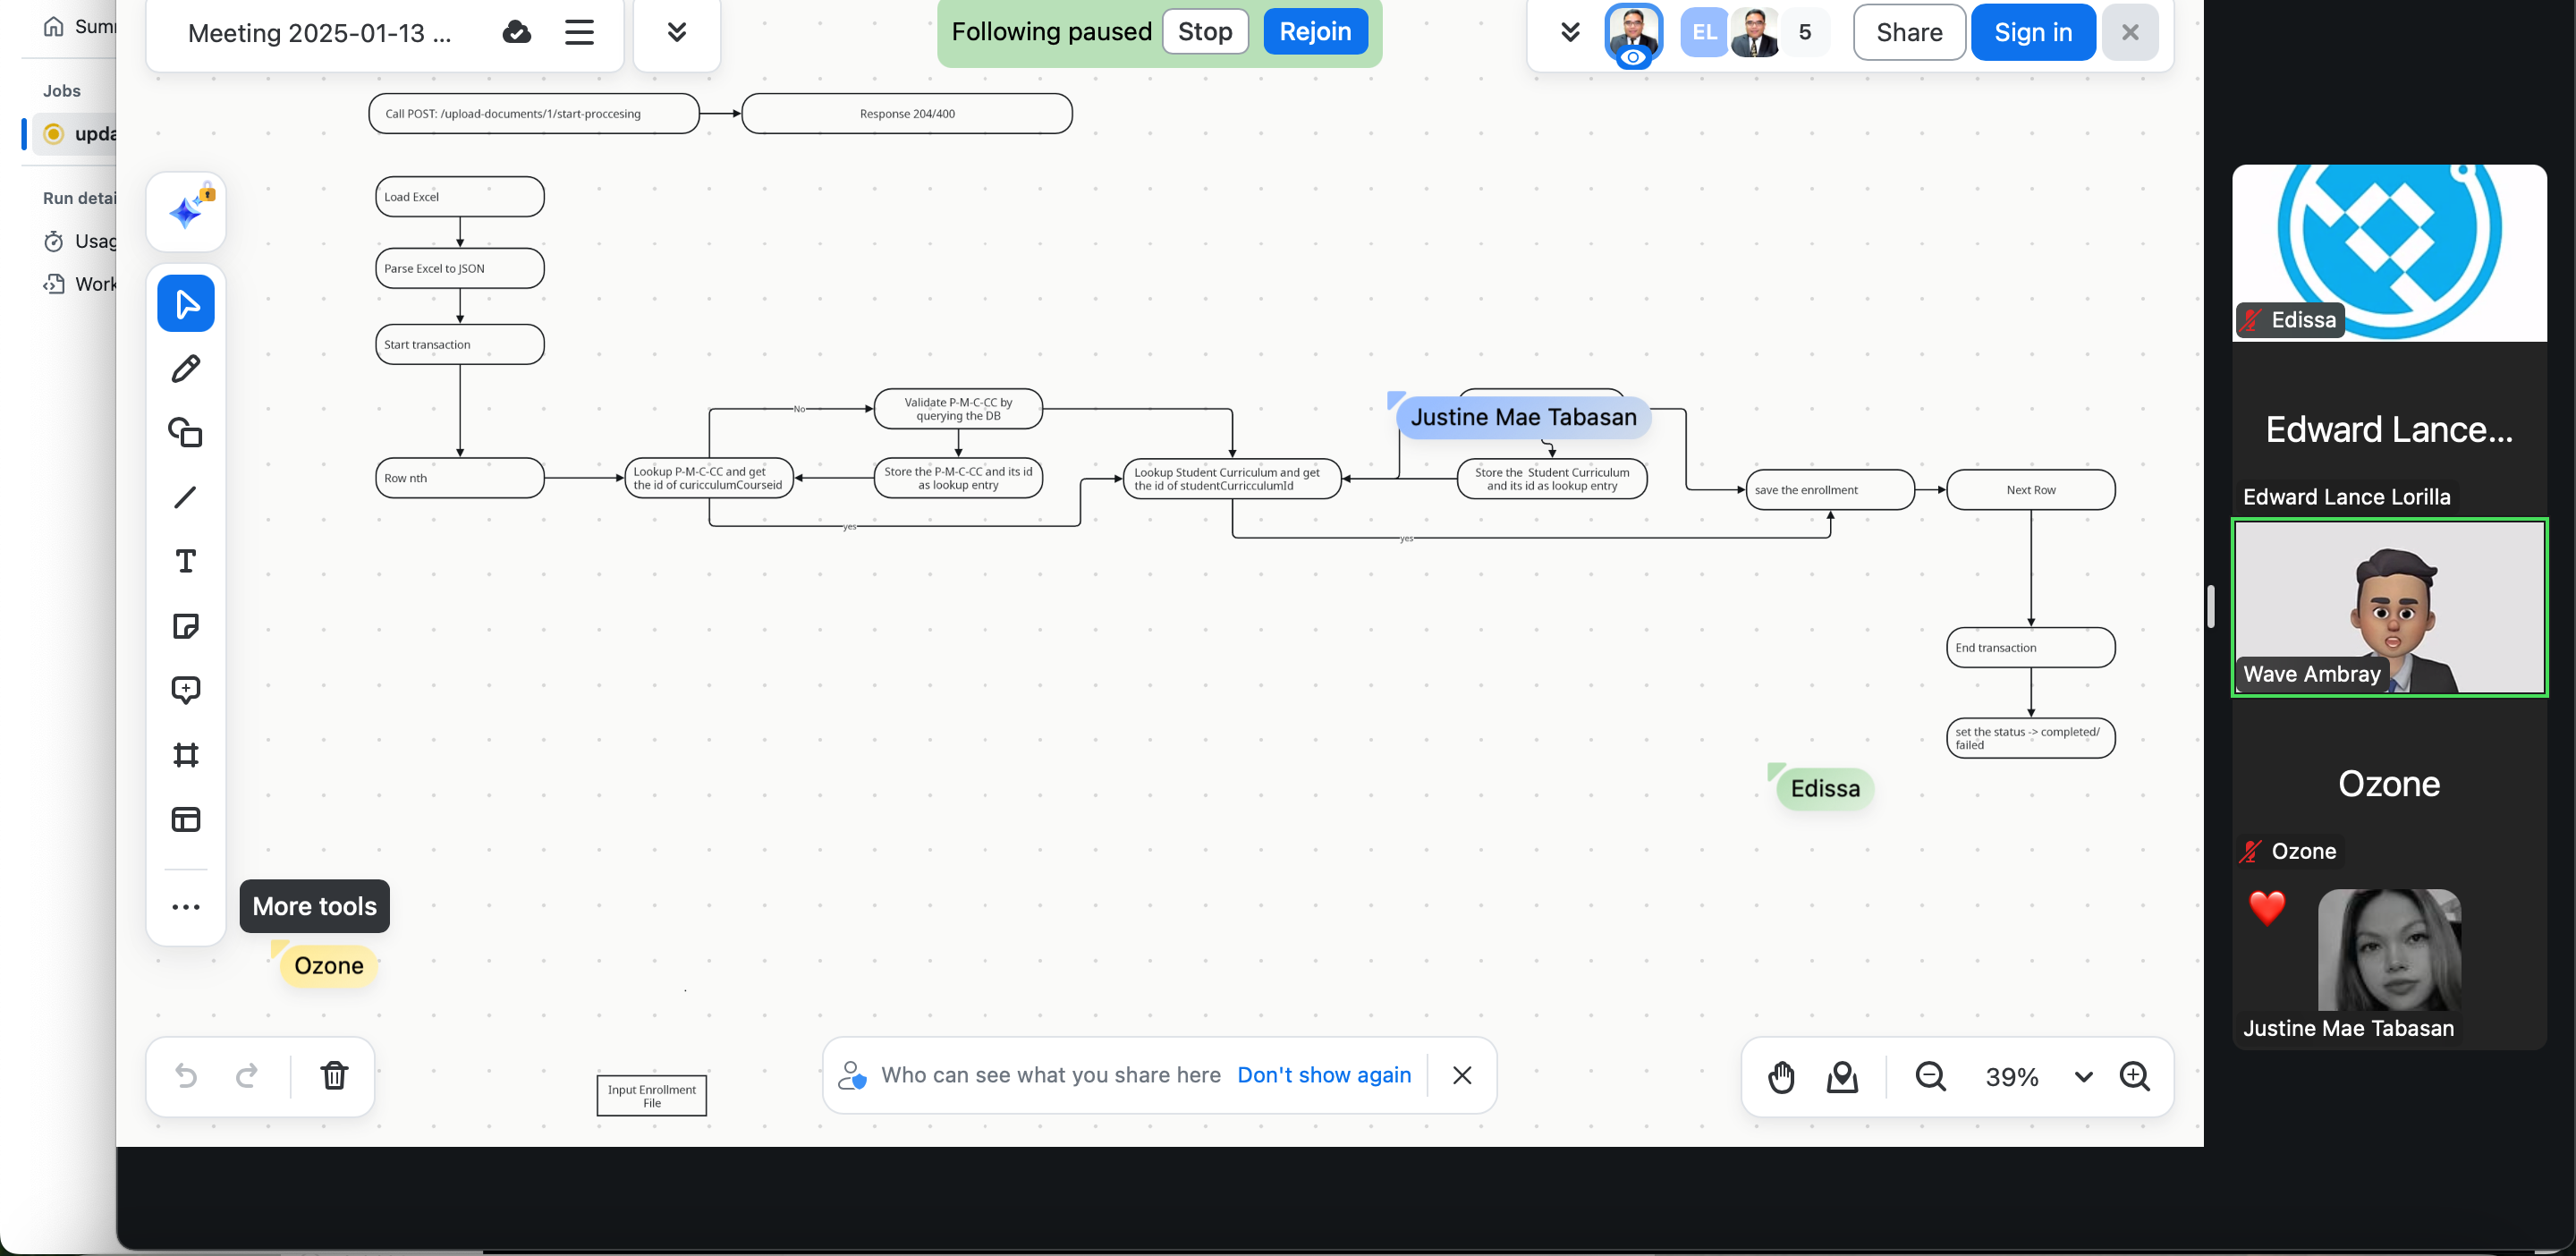 Summ
Jobs
upda
Run detai
Usag
Work
Meeting 2025-01-13 ...
Following paused
Stop
Rejoin
EL
5
Share
Sign in
Call POST: /upload-documents/1/start-proccesing
Response 204/400
Load Excel
Parse Excel to JSON
Start transaction
Row nth
Lookup P-M-C-CC and get
the id of curicculumCourseid
No
Validate P-M-C-CC by
querying the DB
Store the P-M-C-CC and its id
as lookup entry
yes
Lookup Student Curriculum and get
the id of studentCurricculumId
Justine Mae Tabasan
Store the Student Curriculum
and its id as lookup entry
yes
save the enrollment
Next Row
End transaction
set the status -> completed/
failed
Edissa
More tools
Ozone
Input Enrollment
File
Who can see what you share here
Don't show again
39%
Edissa
Edward Lance...
Edward Lance Lorilla
Wave Ambray
Ozone
Ozone
Justine Mae Tabasan